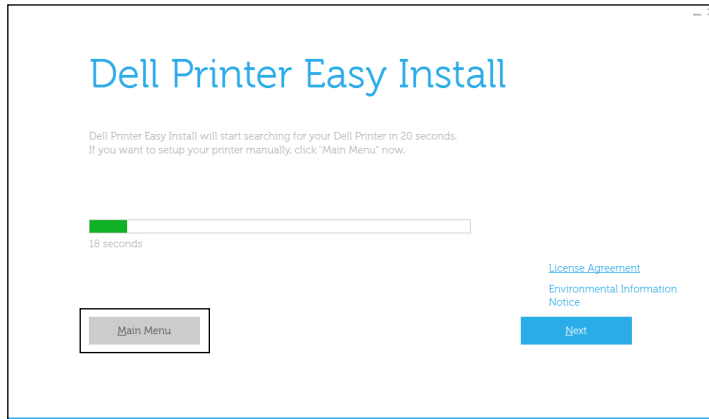 Dell Printer Easy Install
Dell Printer Easy Install will start searching for your Dell Printer in 20 seconds.
If you want to setup your printer manually, click "Main Menu" now.
18 seconds
License Agreement
Environmental Information
Notice
Main Menu
Next